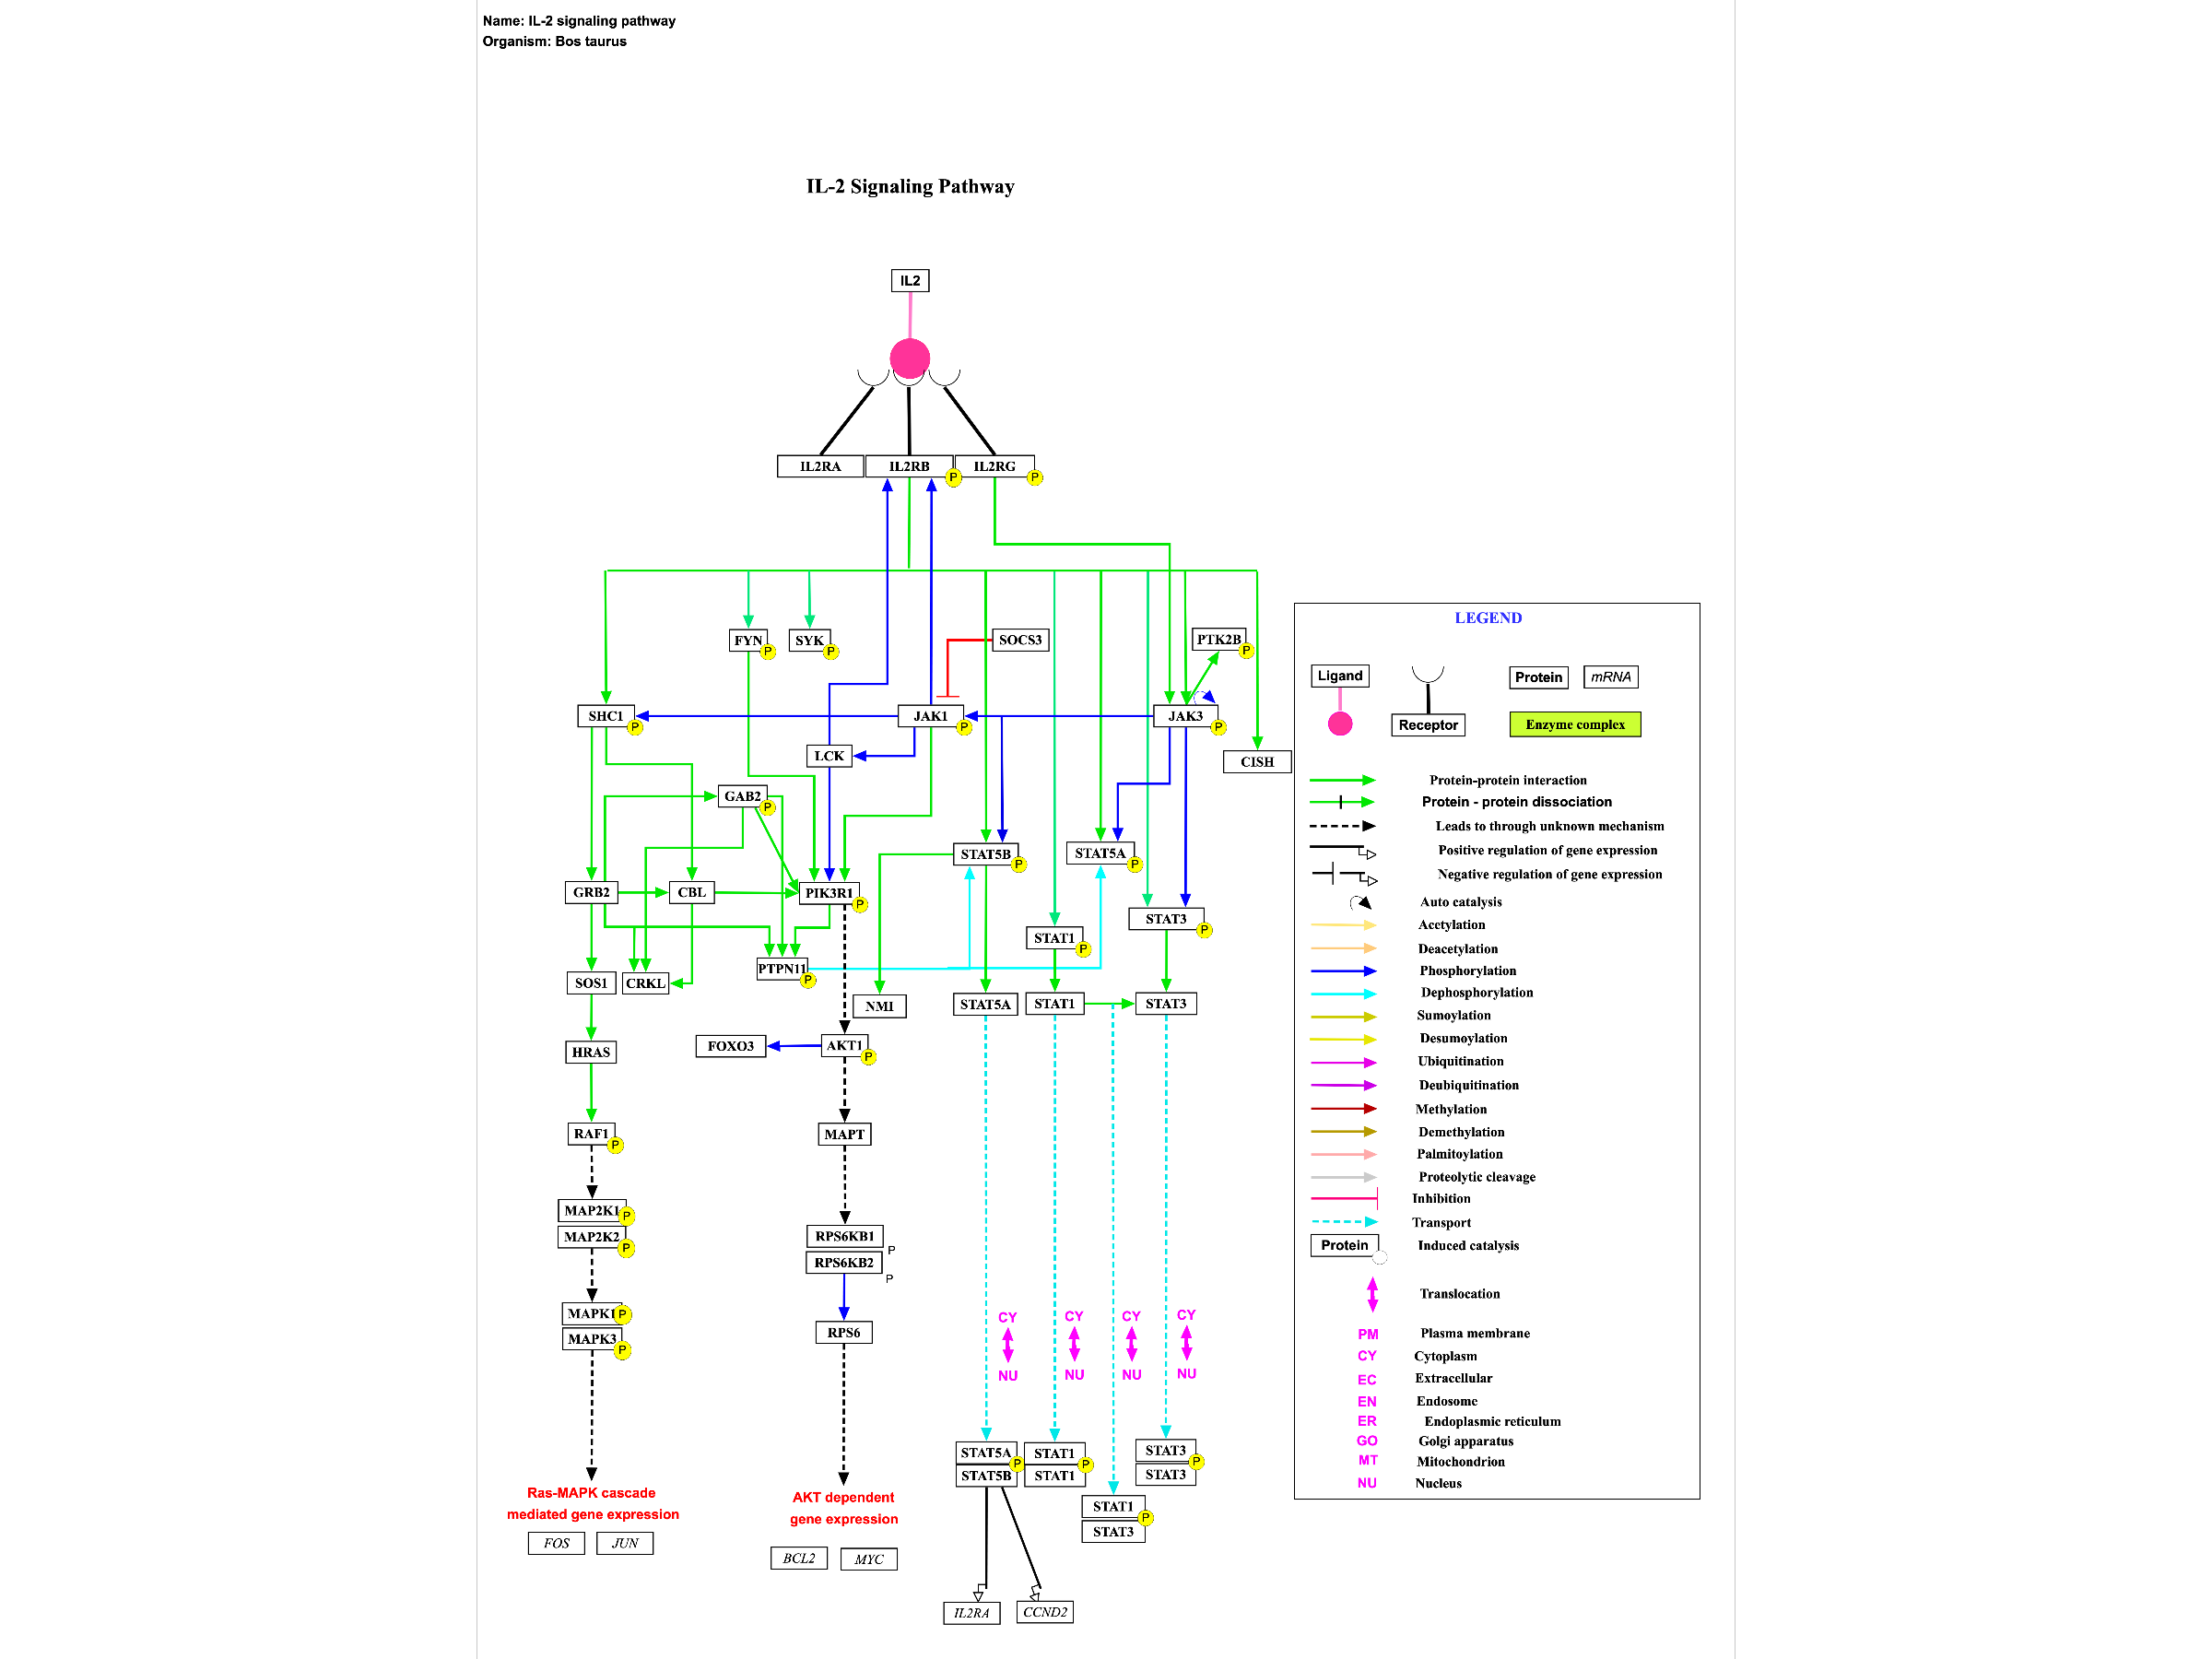 Name: IL-2 signaling pathway
Organism: Bos taurus
IL-2 Signaling Pathway
IL2
IL2RA IL2RB P IL2RG P
FYN P SYK P SOCS3 PTK2B P
SHC1 P JAK1 P JAK3 P
LCK CISH
GAB2 P
STAT5B P STAT5A P
GRB2 CBL PIK3R1 P STAT3 P
STAT1 P
PTPN11 P
SOS1 CRKL NMI STAT5A STAT1 STAT3
HRAS FOXO3 AKT1 P
RAF1 P MAPT
MAP2K1 P
MAP2K2 P
RPS6KB1 P
RPS6KB2 P
MAPK1 P
MAPK3 P
RPS6
CY CY CY CY
NU NU NU NU
STAT5A P STAT1 P STAT3 P
STAT5B STAT1 STAT3
STAT1 P
STAT3
Ras-MAPK cascade
mediated gene expression
FOS JUN
AKT dependent
gene expression
BCL2 MYC
IL2RA CCND2
LEGEND
Ligand
Receptor
Protein mRNA
Enzyme complex
Protein-protein interaction
Protein - protein dissociation
Leads to through unknown mechanism
Positive regulation of gene expression
Negative regulation of gene expression
Auto catalysis
Acctylation
Deacetylation
Phosphorylation
Dephosphorylation
Sumoylation
Desumoylation
Ubiquitination
Deubiquitination
Methylation
Demethylation
Palmitoylation
Proteolytic cleavage
Inhibition
Transport
Protein Induced catalysis
Translocation
PM Plasma membrane
CY Cytoplasm
EC Extracellular
EN Endosome
ER Endoplasmic reticulum
GO Golgi apparatus
MT Mitochondrion
NU Nucleus